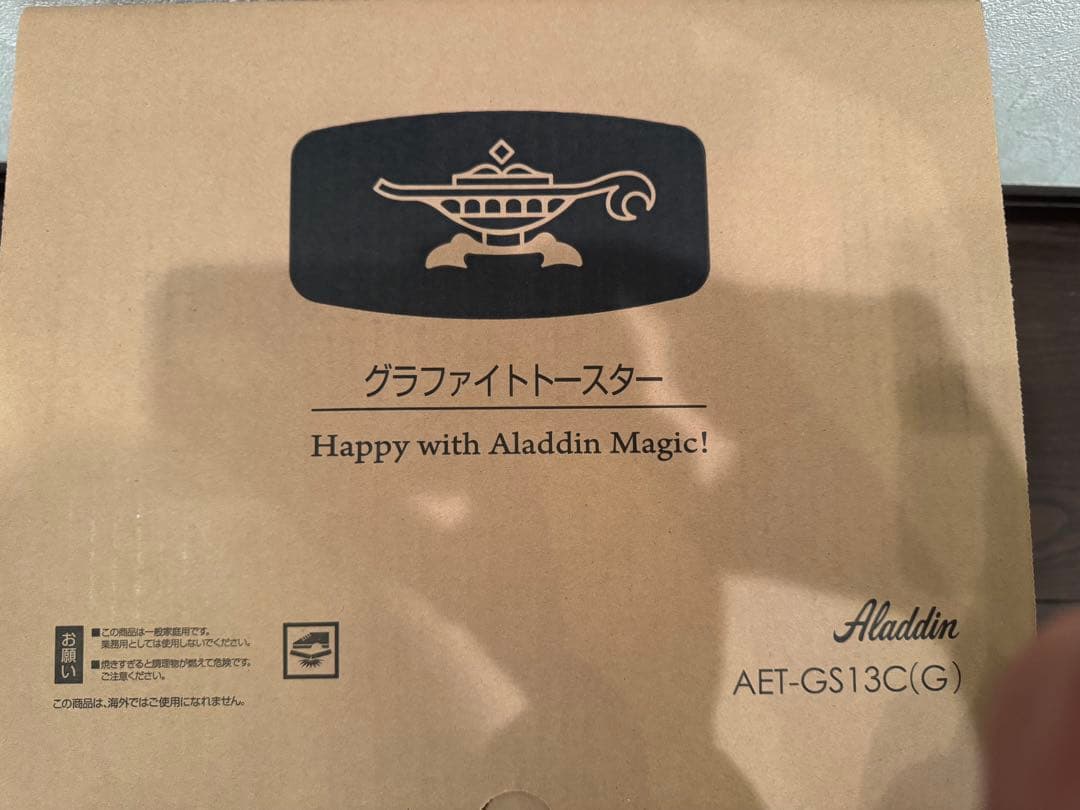 グラファイトトースター
Happy with Aladdin Magic!
お願い
■この商品は一般家庭用です。
業務用としては使用しないでください。
■焼きすぎると調理物が燃えて危険です。
ご注意ください。
この商品は、海外ではご使用になれません。
Aladdin
AET-GS13C(G)